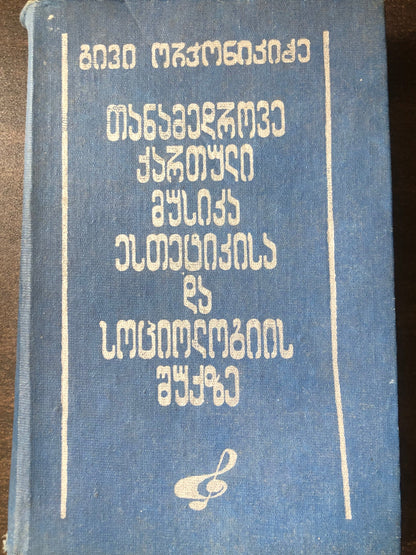 გივი ორჯონიკიძე
თანამედროვე
ქართული
მუსიკა
ესთეტიკისა
და
სოციოლოგიის
შუქზე